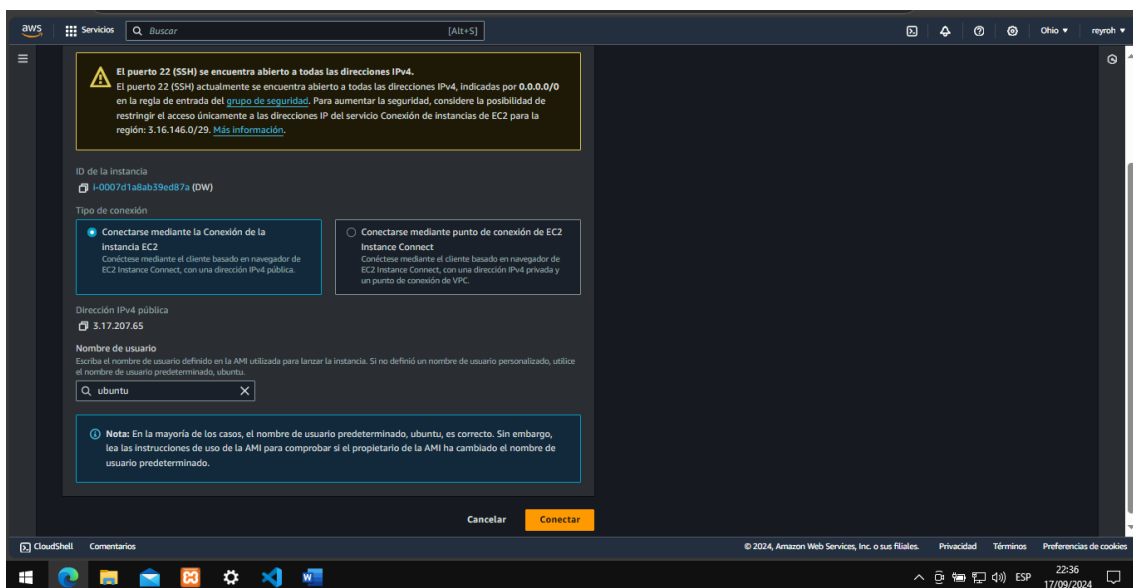 aws
Servicios
Buscar
[Alt+S]
Ohio
reyroh
El puerto 22 (SSH) se encuentra abierto a todas las direcciones IPv4.
El puerto 22 (SSH) actualmente se encuentra abierto a todas las direcciones IPv4, indicadas por 0.0.0.0/0
en la regla de entrada del grupo de seguridad. Para aumentar la seguridad, considere la posibilidad de
restringir el acceso únicamente a las direcciones IP del servicio Conexión de instancias de EC2 para la
región: 3.16.146.0/29. Más información.
ID de la instancia
i-0007d1a8ab39ed87a (DW)
Tipo de conexión
Conectarse mediante la Conexión de la
instancia EC2
Conéctese mediante el cliente basado en navegador de
EC2 Instance Connect, con una dirección IPv4 pública.
Conectarse mediante punto de conexión de EC2
Instance Connect
Conéctese mediante el cliente basado en navegador de
EC2 Instance Connect, con una dirección IPv4 privada y
un punto de conexión de VPC.
Dirección IPv4 pública
3.17.207.65
Nombre de usuario
Escriba el nombre de usuario definido en la AMI utilizada para lanzar la instancia. Si no definió un nombre de usuario personalizado, utilice
el nombre de usuario predeterminado, ubuntu.
ubuntu
Nota: En la mayoría de los casos, el nombre de usuario predeterminado, ubuntu, es correcto. Sin embargo,
lea las instrucciones de uso de la AMI para comprobar si el propietario de la AMI ha cambiado el nombre de
usuario predeterminado.
Cancelar
Conectar
CloudShell
Comentarios
© 2024, Amazon Web Services, Inc. o sus filiales.
Privacidad
Términos
Preferencias de cookies
ESP
22:36
17/09/2024